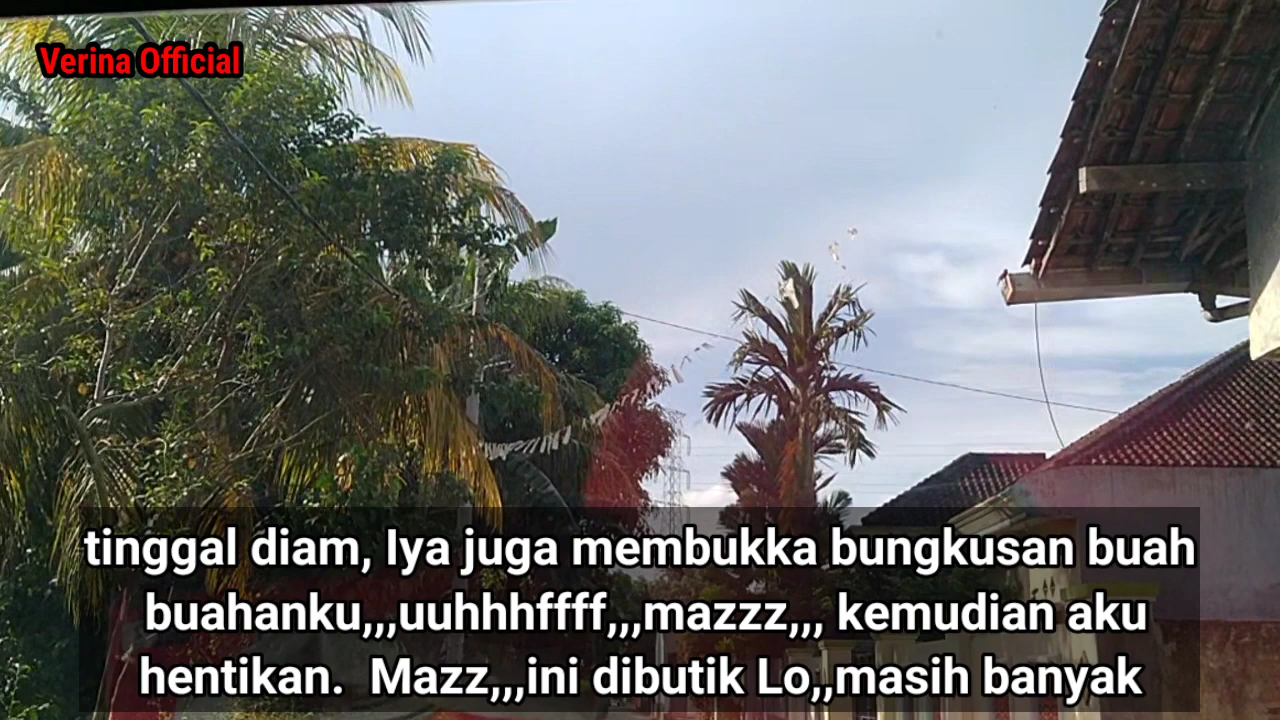 Verina Official
tinggal diam, Iya juga membukka bungkusan buah
buahanku,,,uuhhhffff,,,mazzz,,, kemudian aku
hentikan.  Mazz,,,ini dibutik Lo,,masih banyak